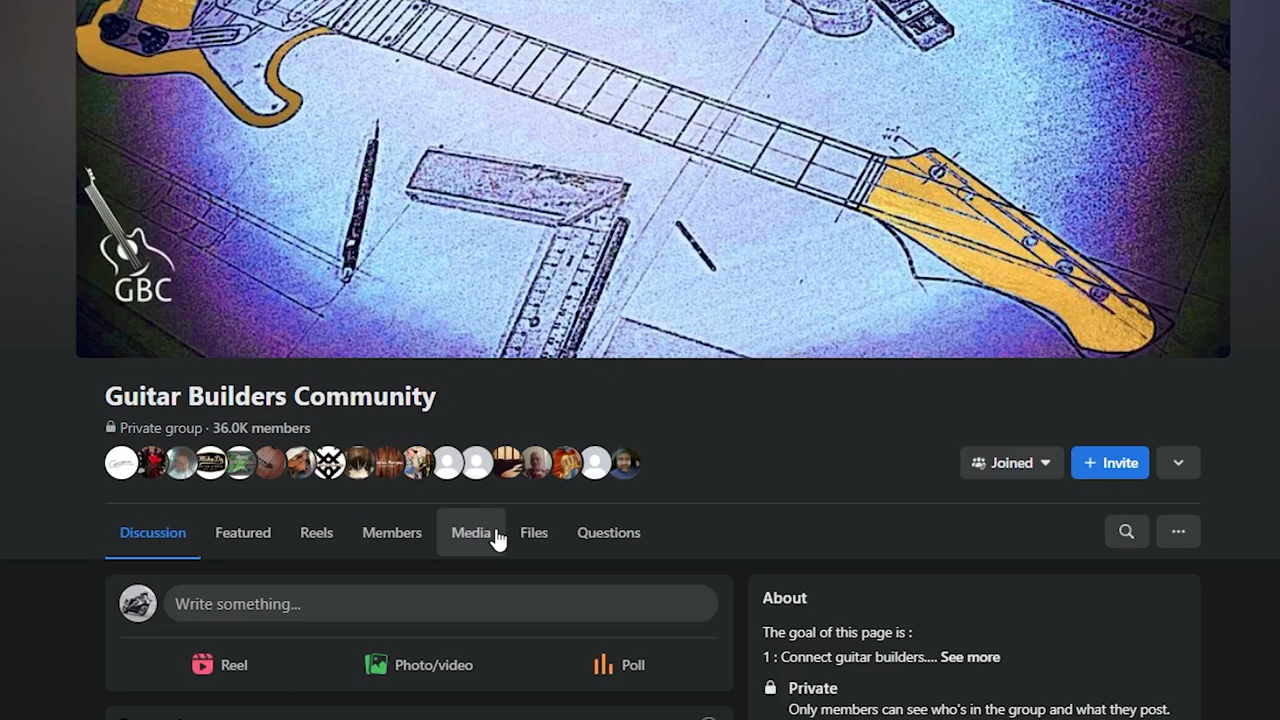 GBC
Guitar Builders Community
Private group · 36.0K members
Joined
+ Invite
Discussion
Featured
Reels
Members
Media
Files
Questions
Write something...
Reel
Photo/video
Poll
About
The goal of this page is :
1 : Connect guitar builders.... See more
Private
Only members can see who's in the group and what they post.